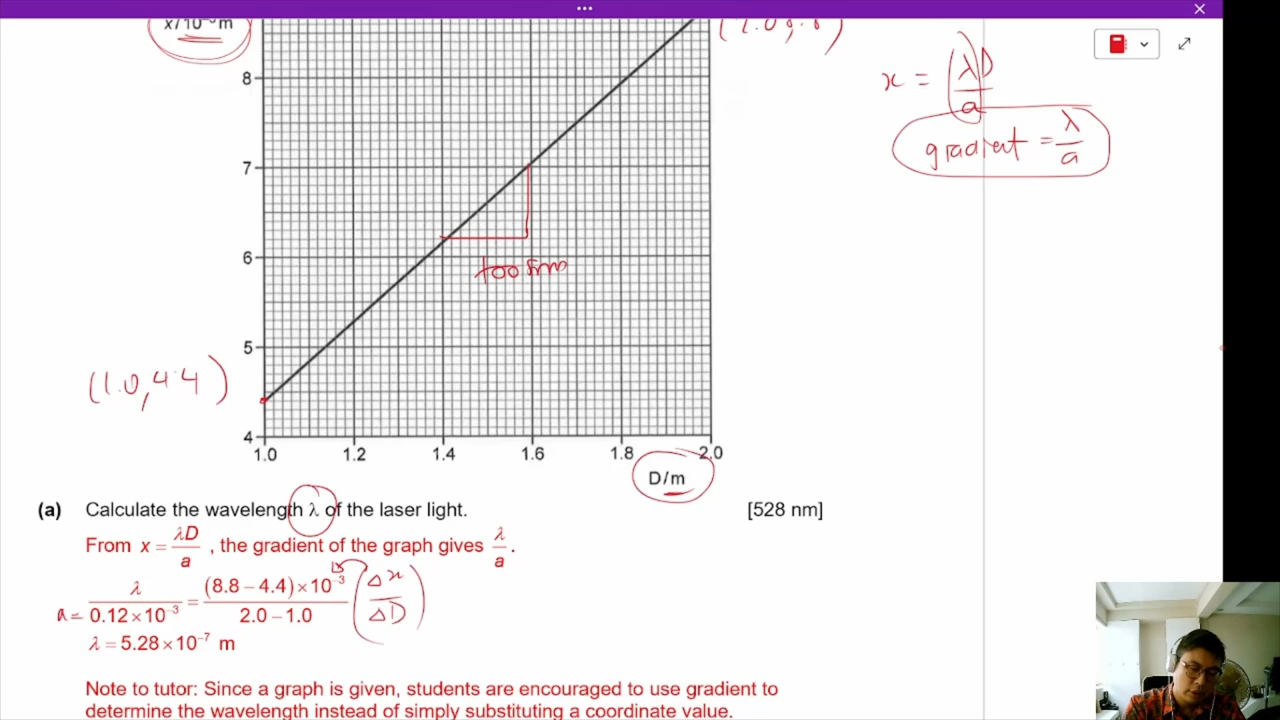 x/10⁻³m
x = λD/a
gradient = λ/a
8
7
6
5
4
(1.0, 4.4)
1.0 1.2 1.4 1.6 1.8 2.0
D/m
(a) Calculate the wavelength λ of the laser light. [528 nm]
From x = λD/a , the gradient of the graph gives λ/a.
a = λ/0.12×10⁻³ = (8.8−4.4)×10⁻³/2.0−1.0 (Δx/ΔD)
λ = 5.28×10⁻⁷ m
Note to tutor: Since a graph is given, students are encouraged to use gradient to
determine the wavelength instead of simply substituting a coordinate value.